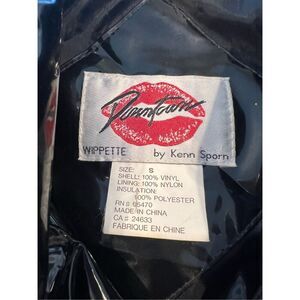 Downtown
WIPPETTE by Kenn Sporn
SIZE: S
SHELL: 100% VINYL
LINING: 100% NYLON
INSULATION:
100% POLYESTER
RN# 65470
MADE IN CHINA
CA# 24633
FABRIQUE EN CHINE